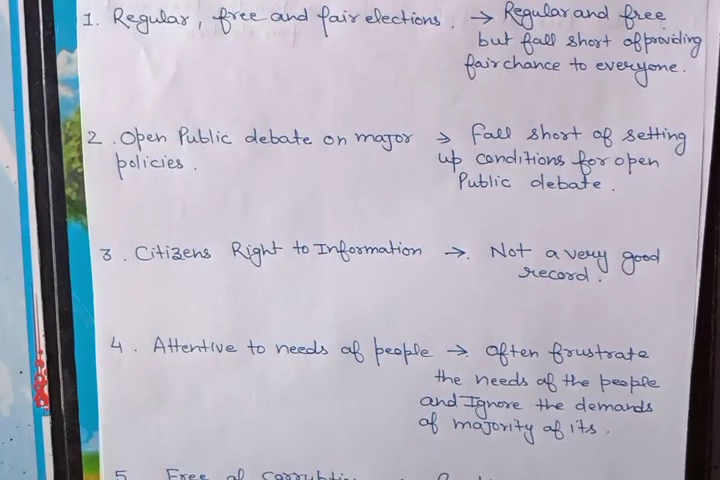 1. Regular, free and fair elections. → Regular and free
but fall short of providing
fair chance to everyone.
2. Open Public debate on major → Fall short of setting
policies. up conditions for open
Public debate.
3. Citizens Right to Information → Not a very good
record.
4. Attentive to needs of people → Often frustrate
the needs of the people
and Ignore the demands
of majority of its.
5. Free of